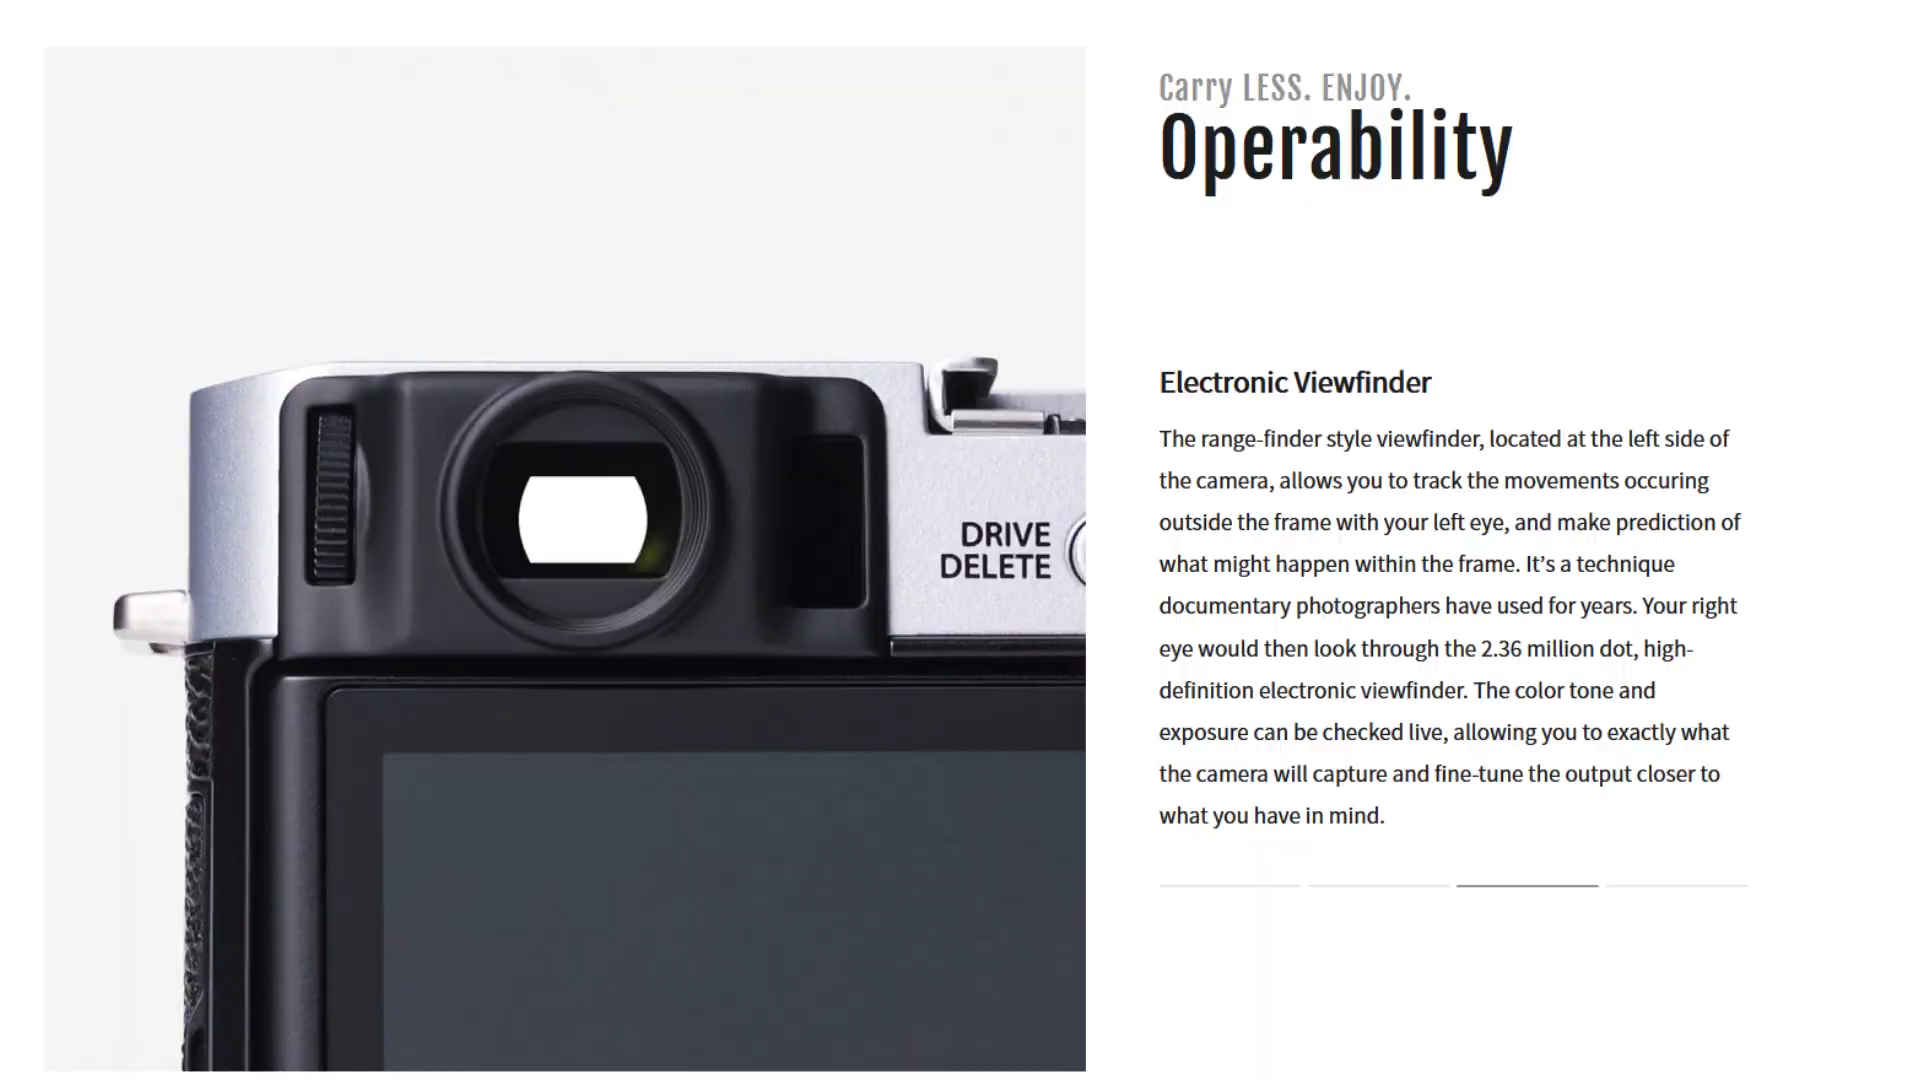 Carry LESS. ENJOY.
Operability
DRIVE
DELETE
Electronic Viewfinder
The range-finder style viewfinder, located at the left side of
the camera, allows you to track the movements occuring
outside the frame with your left eye, and make prediction of
what might happen within the frame. It’s a technique
documentary photographers have used for years. Your right
eye would then look through the 2.36 million dot, high-
definition electronic viewfinder. The color tone and
exposure can be checked live, allowing you to exactly what
the camera will capture and fine-tune the output closer to
what you have in mind.